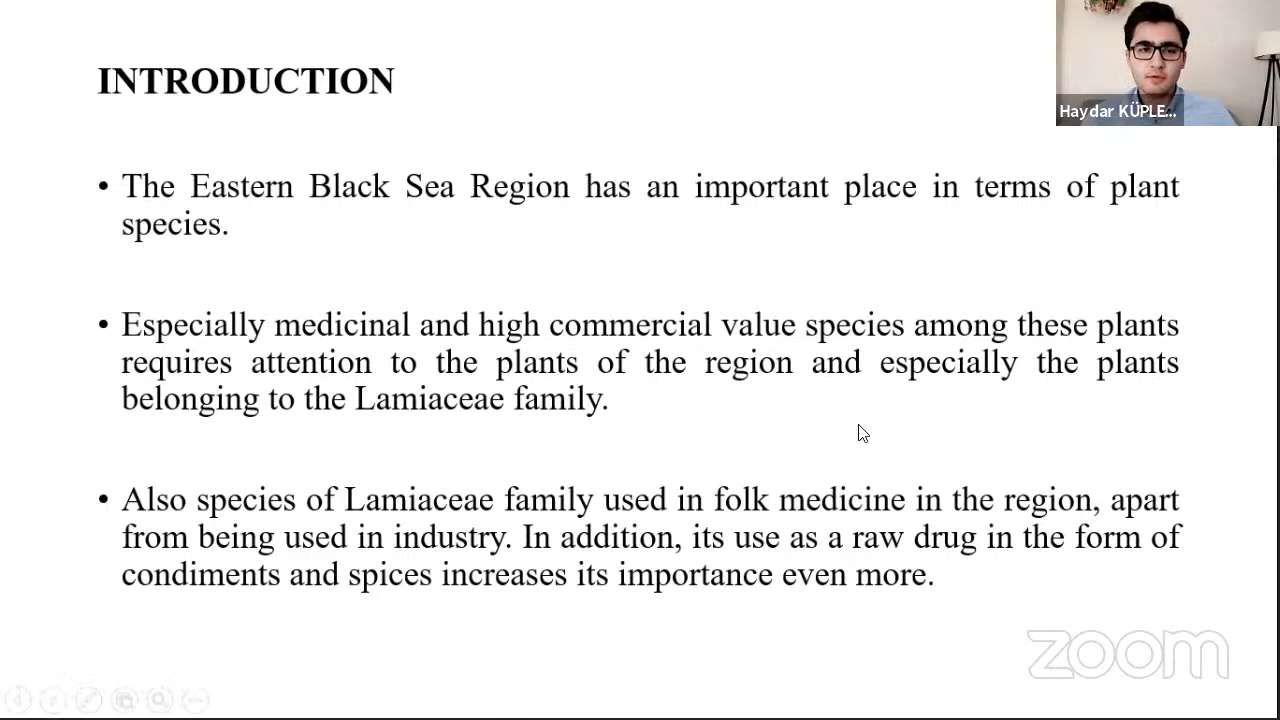 INTRODUCTION
Haydar KÜPLE...
• The Eastern Black Sea Region has an important place in terms of plant
species.
• Especially medicinal and high commercial value species among these plants
requires attention to the plants of the region and especially the plants
belonging to the Lamiaceae family.
• Also species of Lamiaceae family used in folk medicine in the region, apart
from being used in industry. In addition, its use as a raw drug in the form of
condiments and spices increases its importance even more.
zoom